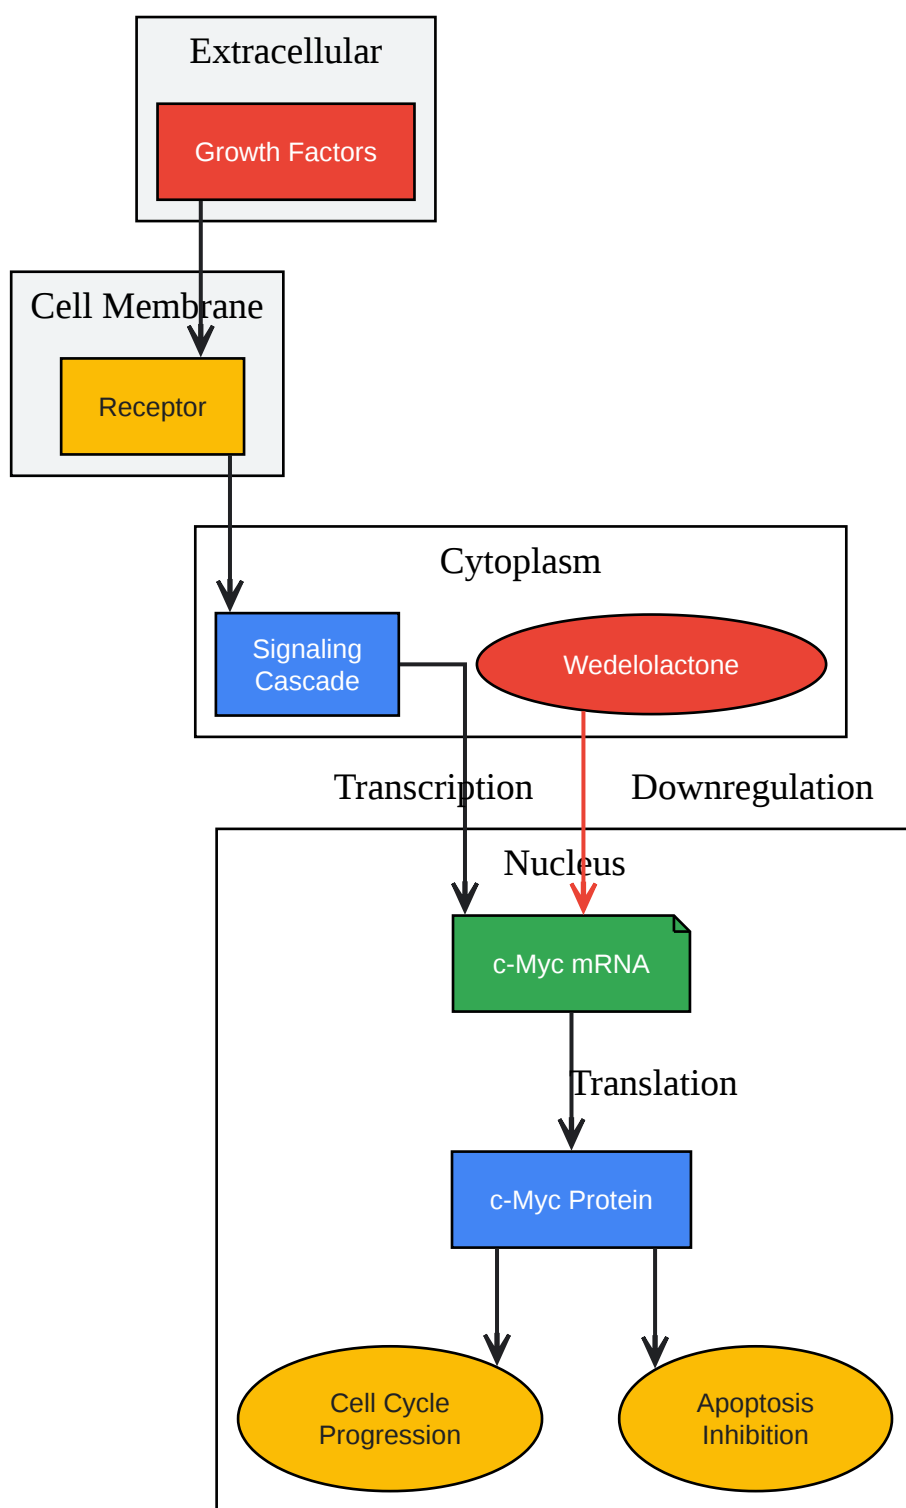 Extracellular
Growth Factors
Cell Membrane
Receptor
Cytoplasm
Signaling
Cascade
Wedelolactone
Transcription
Downregulation
Nucleus
c-Myc mRNA
Translation
c-Myc Protein
Cell Cycle
Progression
Apoptosis
Inhibition